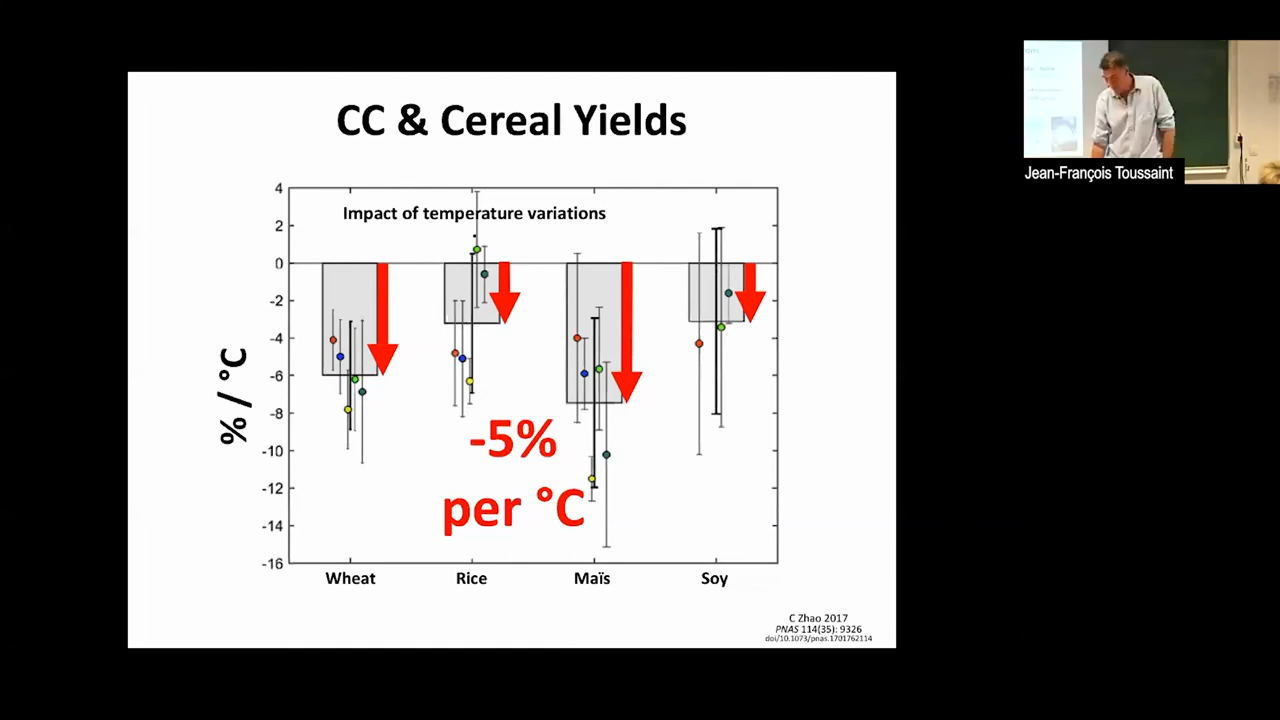 CC & Cereal Yields
Impact of temperature variations
4
2
0
-2
-4
-6
-8
-10
-12
-14
-16
% / °C
-5%
per °C
Wheat
Rice
Maïs
Soy
C Zhao 2017
PNAS 114(35): 9326
doi/10.1073/pnas.1701762114
Jean-François Toussaint